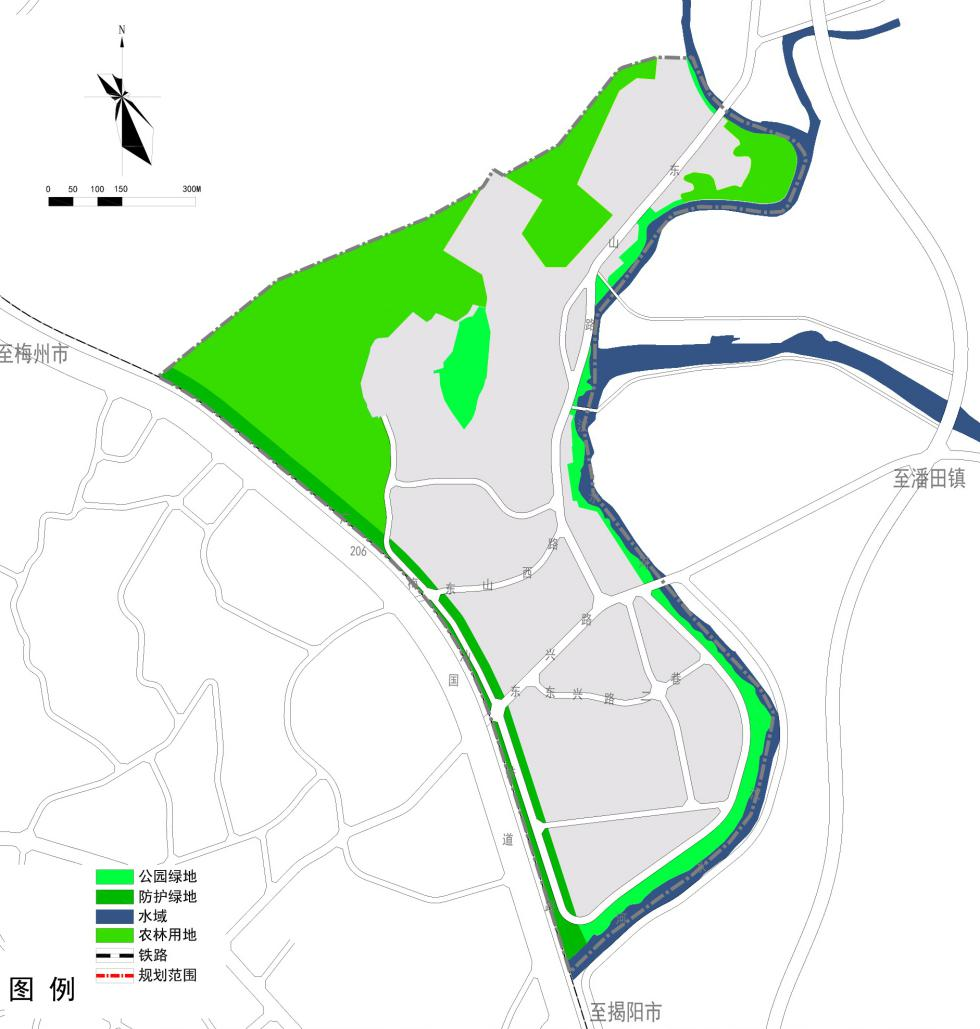 N
0 50 100 150 300M
东
山
路
至梅州市
至潘田镇
206
国
道
东 山 西 路
东 兴 路
东 兴 路 二 巷
河
公园绿地
防护绿地
水域
农林用地
铁路
规划范围
图 例
至揭阳市